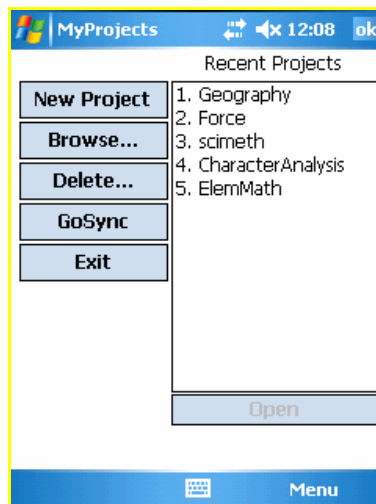 MyProjects 12:08 ok
Recent Projects
New Project
Browse...
Delete...
GoSync
Exit
1. Geography
2. Force
3. scimeth
4. CharacterAnalysis
5. ElemMath
Open
Menu